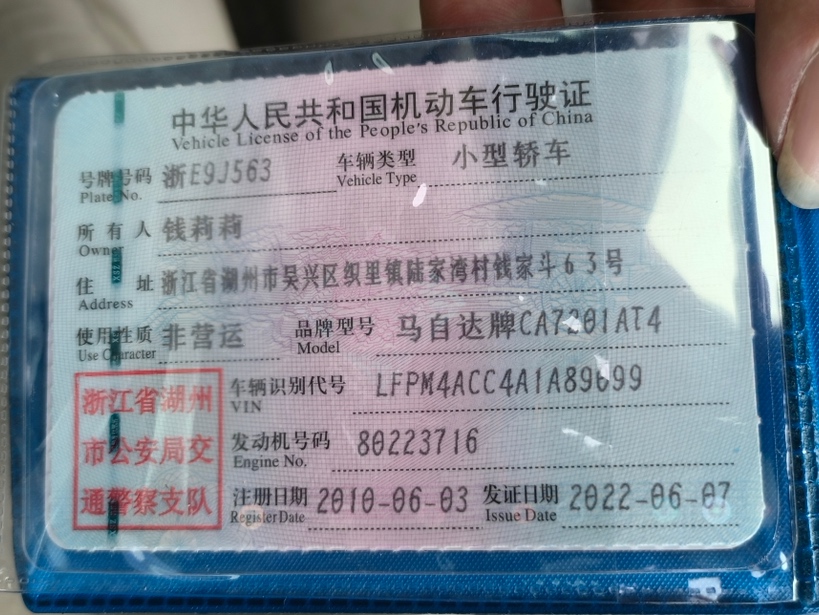 中华人民共和国机动车行驶证
Vehicle License of the People's Republic of China
号牌号码 浙E9J563 车辆类型 小型轿车
Plate No. Vehicle Type
所有人 钱莉莉
Owner
住址 浙江省湖州市吴兴区织里镇陆家湾村钱家斗63号
Address
使用性质 非营运 品牌型号 马自达牌CA7201AT4
Use Character Model
浙江省湖州 车辆识别代号 LFPM4ACC4A1A89699
VIN
市公安局交 发动机号码 80223716
Engine No.
通警察支队 注册日期 2010-06-03 发证日期 2022-06-07
Register Date Issue Date